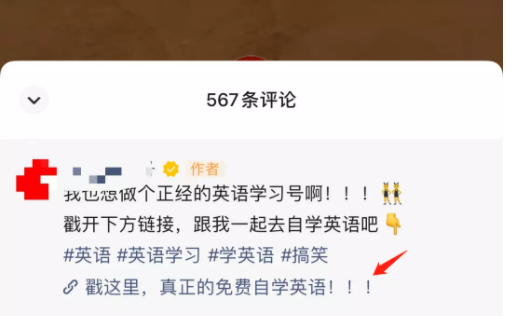 567条评论
作者
我也想做个正经的英语学习号啊！！！👯
戳开下方链接，跟我一起去自学英语吧👇
#英语 #英语学习 #学英语 #搞笑
戳这里，真正的免费自学英语！！！